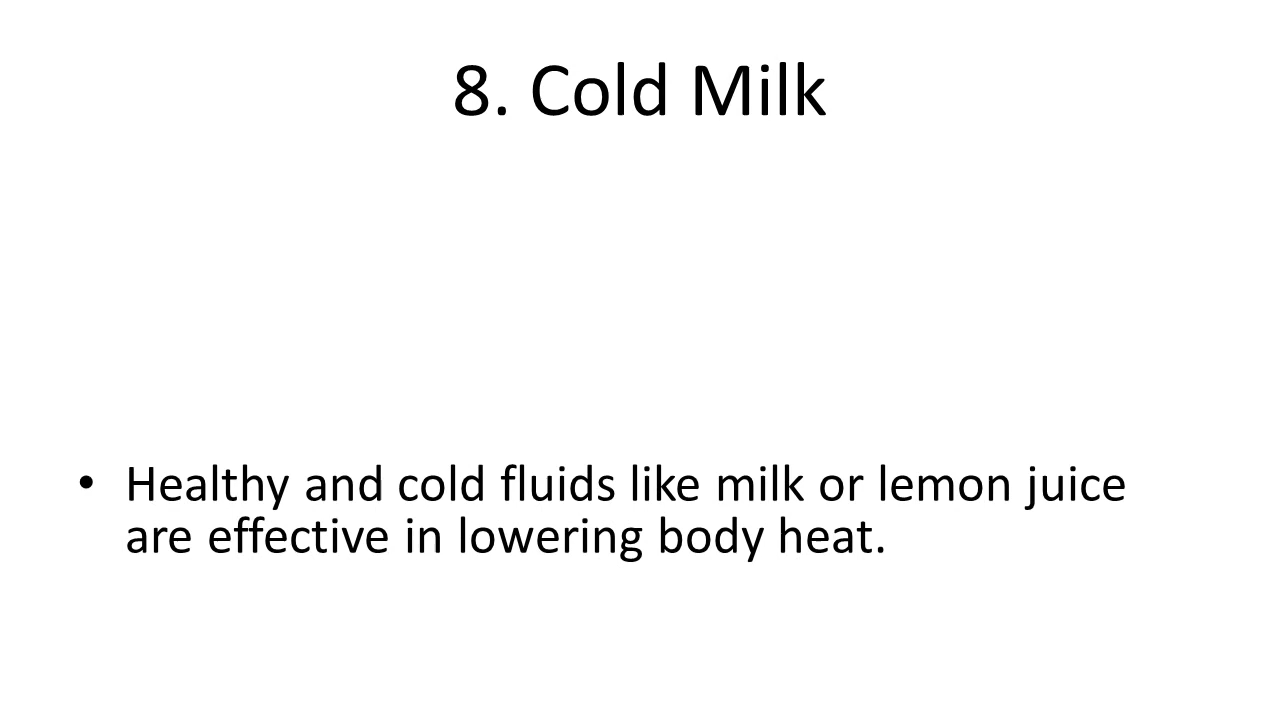 8. Cold Milk
• Healthy and cold fluids like milk or lemon juice
are effective in lowering body heat.